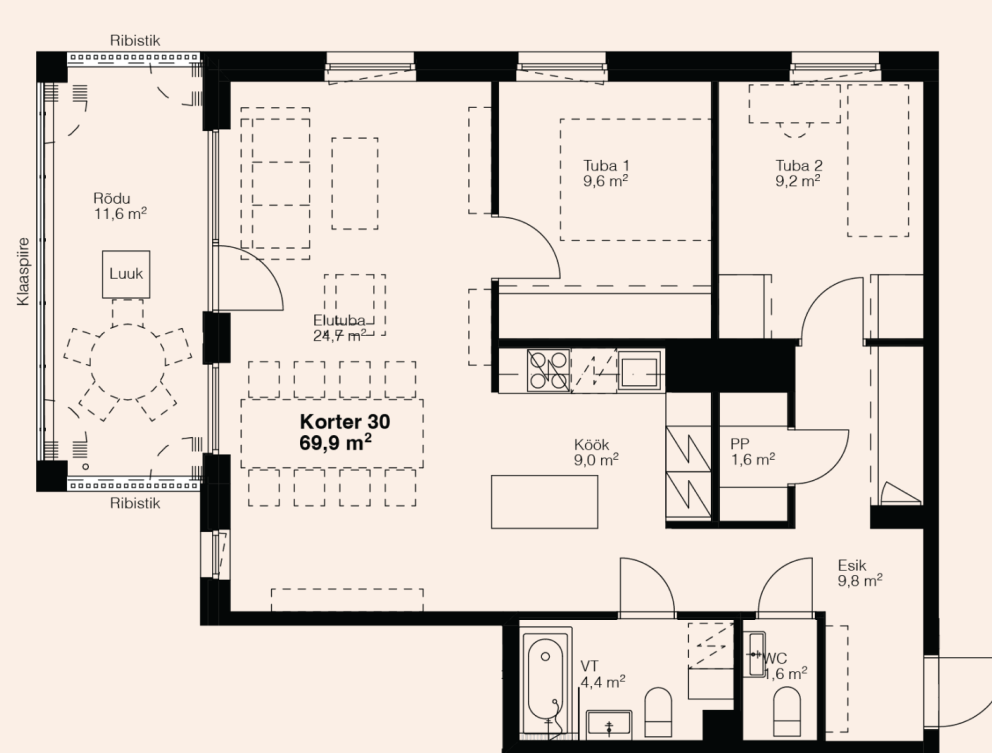 Ribistik
Klaaspiire
Rõdu
11,6 m²
Luuk
Ribistik
Elutuba
24,7 m²
Korter 30
69,9 m²
Tuba 1
9,6 m²
Tuba 2
9,2 m²
Köök
9,0 m²
PP
1,6 m²
Esik
9,8 m²
VT
4,4 m²
WC
1,6 m²